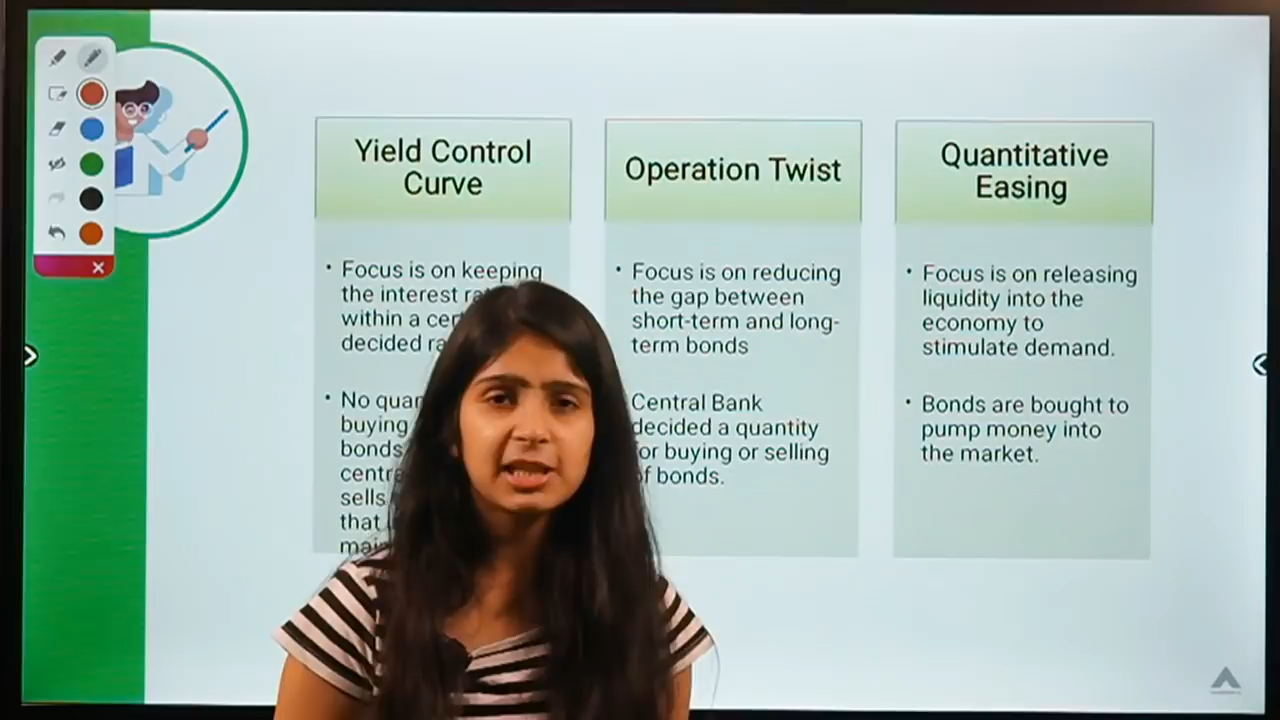 Yield Control
Curve
• Focus is on keeping
the interest
within a
decided
• No
buying
bonds
sells
that
Operation Twist
• Focus is on reducing
the gap between
short-term and long-
term bonds
Central Bank
decided a quantity
or buying or selling
of bonds.
Quantitative
Easing
• Focus is on releasing
liquidity into the
economy to
stimulate demand.
• Bonds are bought to
pump money into
the market.